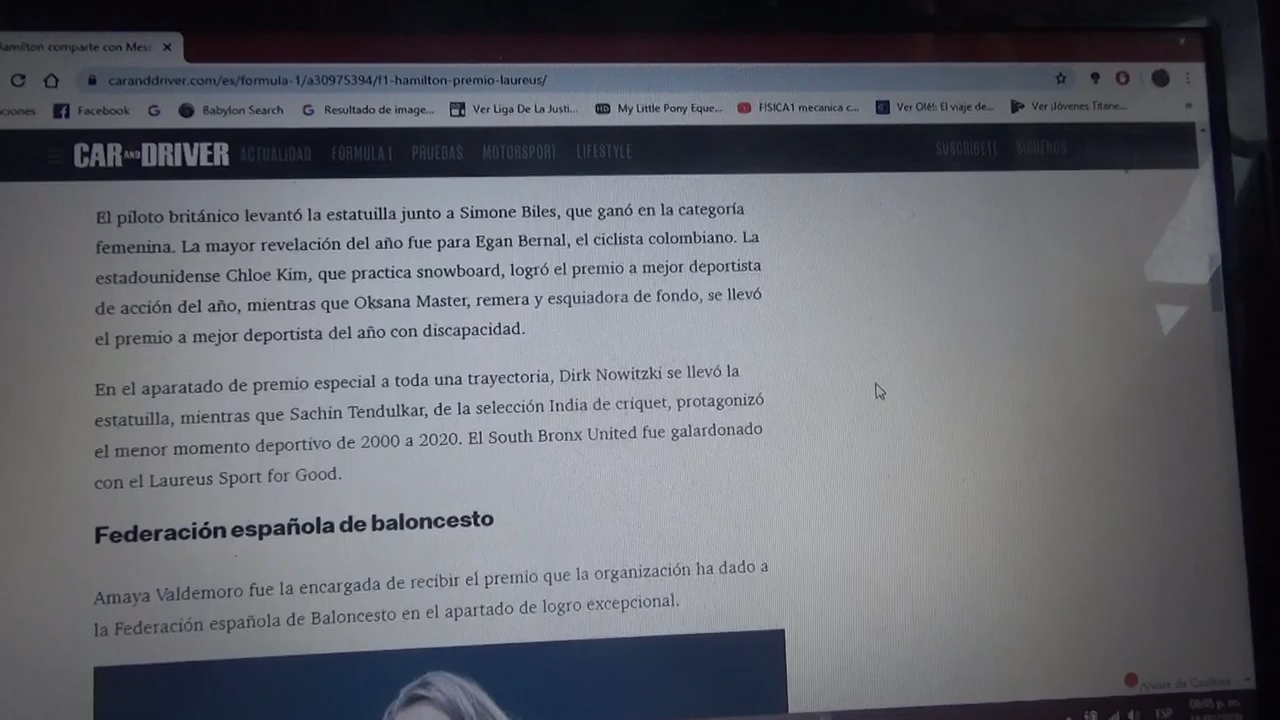 Hamilton comparte con Mes
caranddriver.com/es/formula-1/a30975394/f1-hamilton-premio-laureus/
ciones Facebook Babylon Search Resultado de image... Ver Liga De La Justi... My Little Pony Eque... FISICA1 mecanica c... Ver Olé!: El viaje de... Ver ¡Jóvenes Titane...
CAR AND DRIVER ACTUALIDAD FÓRMULA 1 PRUEBAS MOTORSPORT LIFESTYLE SUSCRÍBETE SÍGUENOS
El piloto británico levantó la estatuilla junto a Simone Biles, que ganó en la categoría
femenina. La mayor revelación del año fue para Egan Bernal, el ciclista colombiano. La
estadounidense Chloe Kim, que practica snowboard, logró el premio a mejor deportista
de acción del año, mientras que Oksana Master, remera y esquiadora de fondo, se llevó
el premio a mejor deportista del año con discapacidad.
En el aparatado de premio especial a toda una trayectoria, Dirk Nowitzki se llevó la
estatuilla, mientras que Sachin Tendulkar, de la selección India de criquet, protagonizó
el menor momento deportivo de 2000 a 2020. El South Bronx United fue galardonado
con el Laureus Sport for Good.
Federación española de baloncesto
Amaya Valdemoro fue la encargada de recibir el premio que la organización ha dado a
la Federación española de Baloncesto en el apartado de logro excepcional.
Ajuste de Cookies
ESP